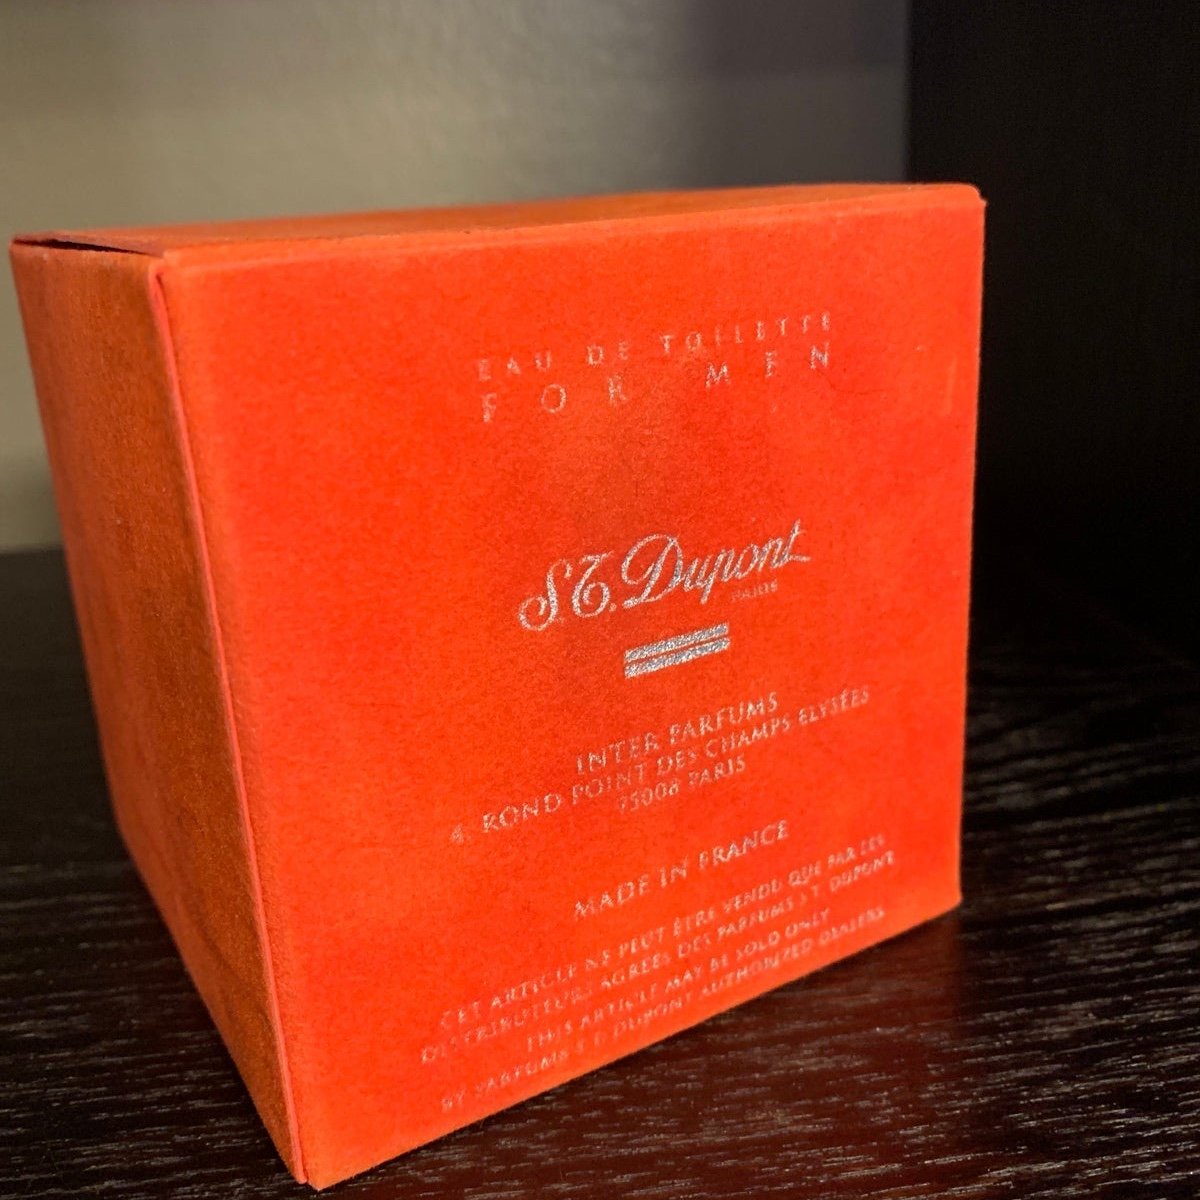 EAU DE TOILETTE
FOR MEN
S.T. Dupont
PARIS
INTER PARFUMS
4, ROND POINT DES CHAMPS ELYSÉES
75008 PARIS
MADE IN FRANCE
CET ARTICLE NE PEUT ÊTRE VENDU QUE PAR LES
DISTRIBUTEURS AGREES DES PARFUMS S.T. DUPONT
THIS ARTICLE MAY BE SOLD ONLY
BY PARFUMS S.T. DUPONT AUTHORIZED DEALERS